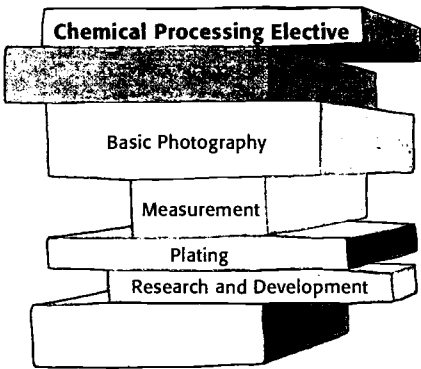 Chemical Processing Elective
Basic Photography
Measurement
Plating
Research and Development